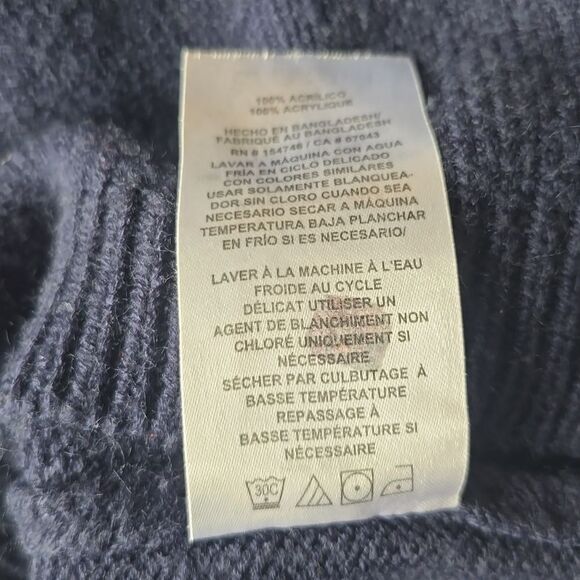 100% ACRÍLICO
100% ACRYLIQUE
HECHO EN BANGLADESH/
FABRIQUÉ AU BANGLADESH
RN # 154746 / CA # 07043
LAVAR A MÁQUINA CON AGUA
FRÍA EN CICLO DELICADO
CON COLORES SIMILARES
USAR SOLAMENTE BLANQUEA-
DOR SIN CLORO CUANDO SEA
NECESARIO SECAR A MÁQUINA
TEMPERATURA BAJA PLANCHAR
EN FRÍO SI ES NECESARIO/
LAVER À LA MACHINE À L'EAU
FROIDE AU CYCLE
DÉLICAT UTILISER UN
AGENT DE BLANCHIMENT NON
CHLORÉ UNIQUEMENT SI
NÉCESSAIRE
SÉCHER PAR CULBUTAGE À
BASSE TEMPÉRATURE
REPASSAGE À
BASSE TEMPÉRATURE SI
NÉCESSAIRE
30C